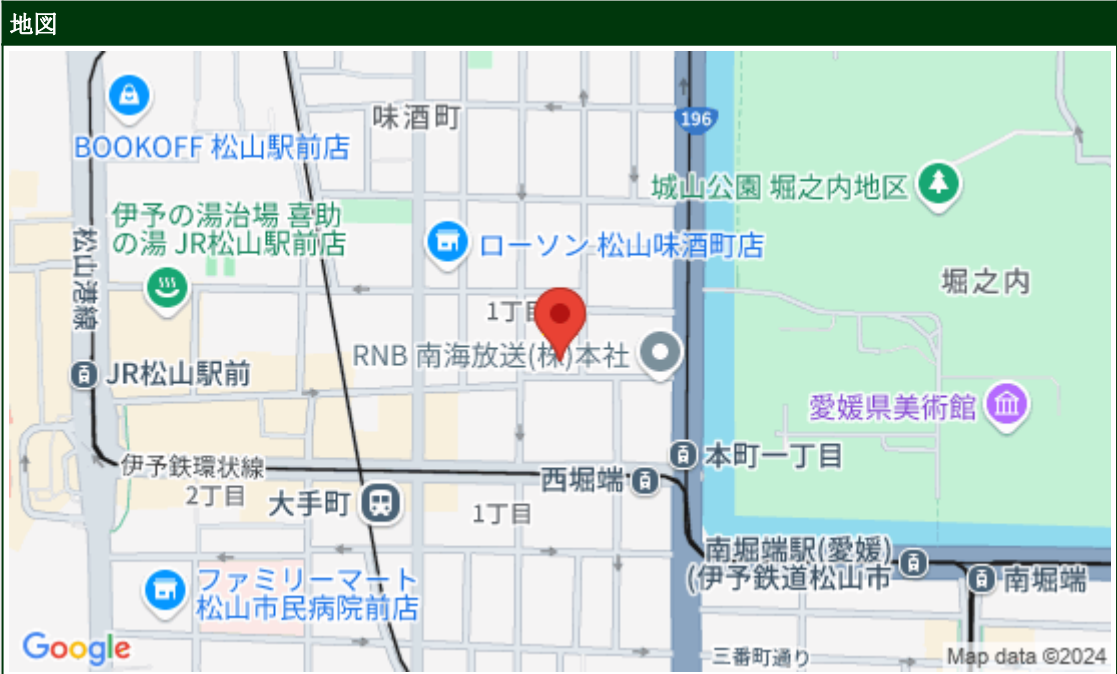 地図
味酒町
196
BOOKOFF 松山駅前店
城山公園 堀之内地区
伊予の湯治場 喜助
の湯 JR松山駅前店
松山港線
ローソン 松山味酒町店
堀之内
1丁目
RNB 南海放送(株)本社
JR松山駅前
愛媛県美術館
本町一丁目
伊予鉄環状線
2丁目
西堀端
大手町
1丁目
南堀端駅(愛媛)
(伊予鉄道松山市
南堀端
ファミリーマート
松山市民病院前店
Google
三番町通り
Map data ©2024